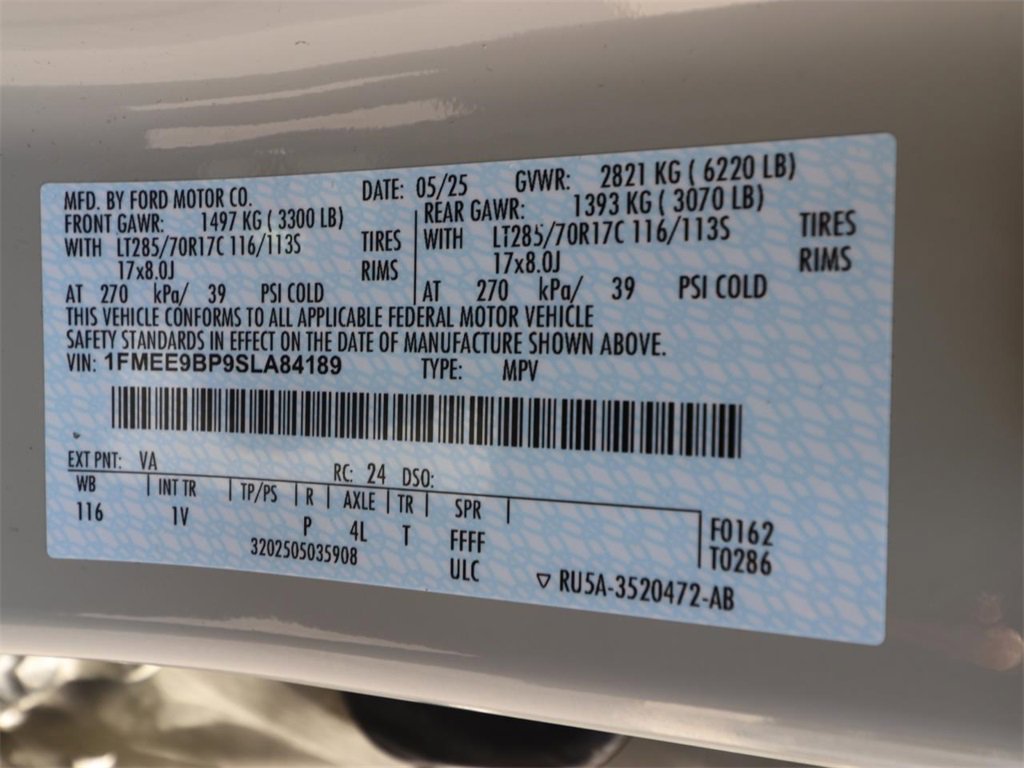 MFD. BY FORD MOTOR CO. DATE: 05/25 GVWR: 2821 KG ( 6220 LB)
FRONT GAWR: 1497 KG ( 3300 LB) REAR GAWR: 1393 KG ( 3070 LB)
WITH LT285/70R17C 116/113S TIRES WITH LT285/70R17C 116/113S TIRES
17x8.0J RIMS 17x8.0J RIMS
AT 270 kPa/ 39 PSI COLD AT 270 kPa/ 39 PSI COLD
THIS VEHICLE CONFORMS TO ALL APPLICABLE FEDERAL MOTOR VEHICLE
SAFETY STANDARDS IN EFFECT ON THE DATE OF MANUFACTURE SHOWN ABOVE.
VIN: 1FMEE9BP9SLA84189 TYPE: MPV
EXT PNT: VA RC: 24 DSO:
WB INT TR TP/PS R AXLE TR SPR
116 1V P 4L T FFFF F0162
3202505035908 ULC T0286
RU5A-3520472-AB